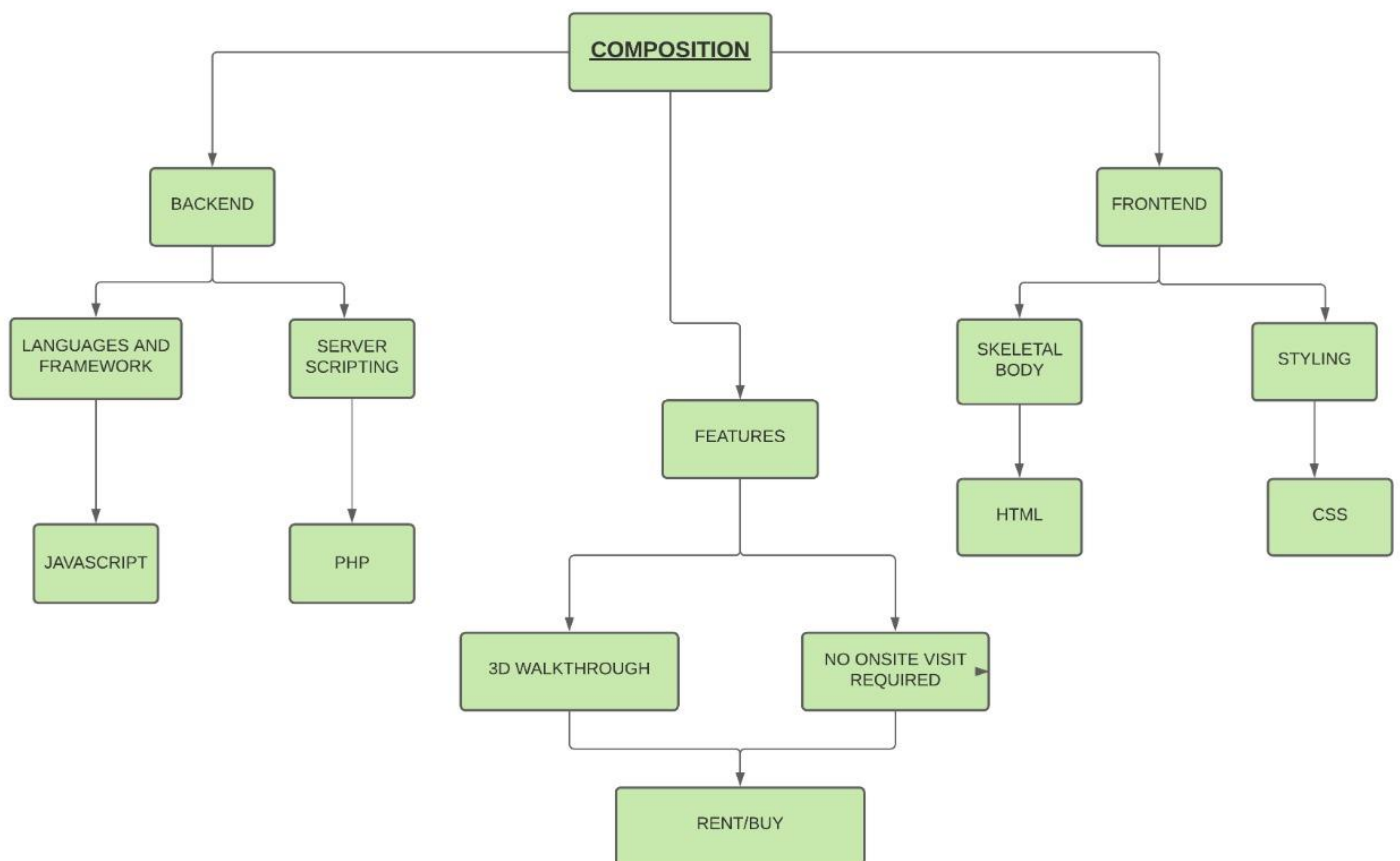 COMPOSITION
BACKEND
FRONTEND
LANGUAGES AND
FRAMEWORK
SERVER
SCRIPTING
SKELETAL
BODY
STYLING
FEATURES
HTML
CSS
JAVASCRIPT
PHP
3D WALKTHROUGH
NO ONSITE VISIT
REQUIRED
RENT/BUY